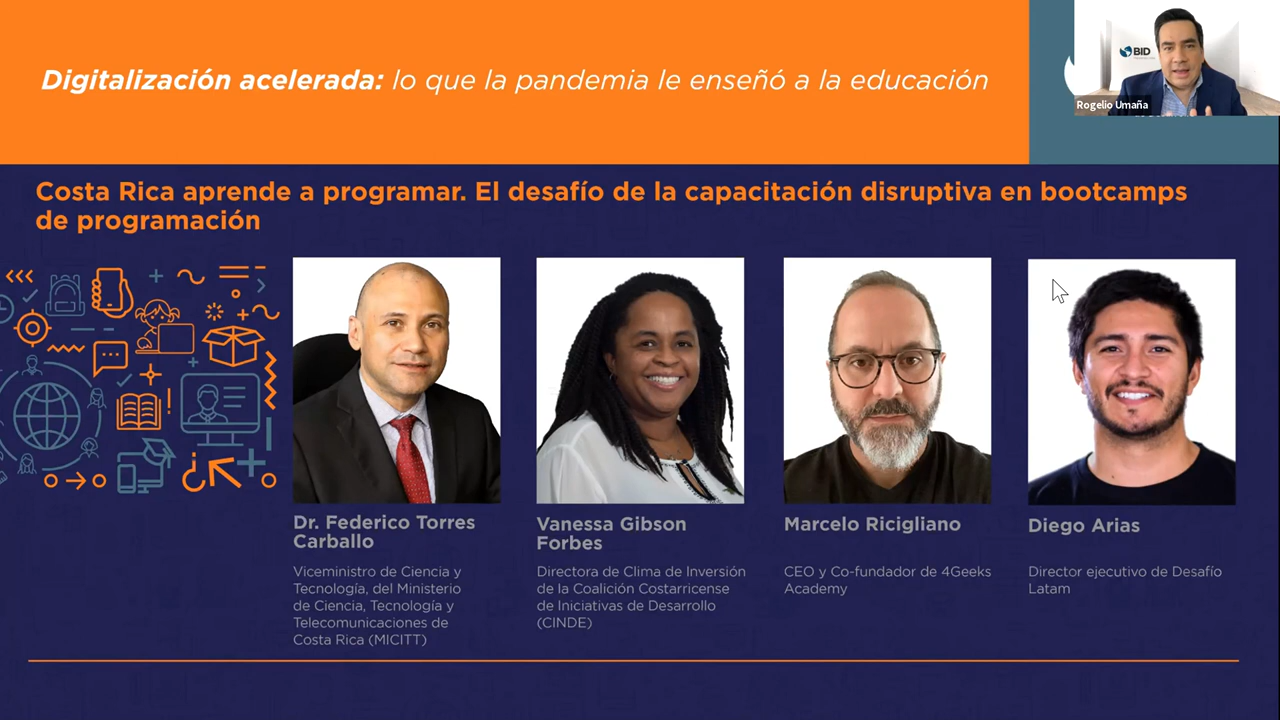 Digitalización acelerada: lo que la pandemia le enseñó a la educación
BID
Rogelio Umaña
Costa Rica aprende a programar. El desafío de la capacitación disruptiva en bootcamps
de programación
Dr. Federico Torres
Carballo
Viceministro de Ciencia y
Tecnología, del Ministerio
de Ciencia, Tecnología y
Telecomunicaciones de
Costa Rica (MICITT)
Vanessa Gibson
Forbes
Directora de Clima de Inversión
de la Coalición Costarricense
de Iniciativas de Desarrollo
(CINDE)
Marcelo Ricigliano
CEO y Co-fundador de 4Geeks
Academy
Diego Arias
Director ejecutivo de Desafío
Latam